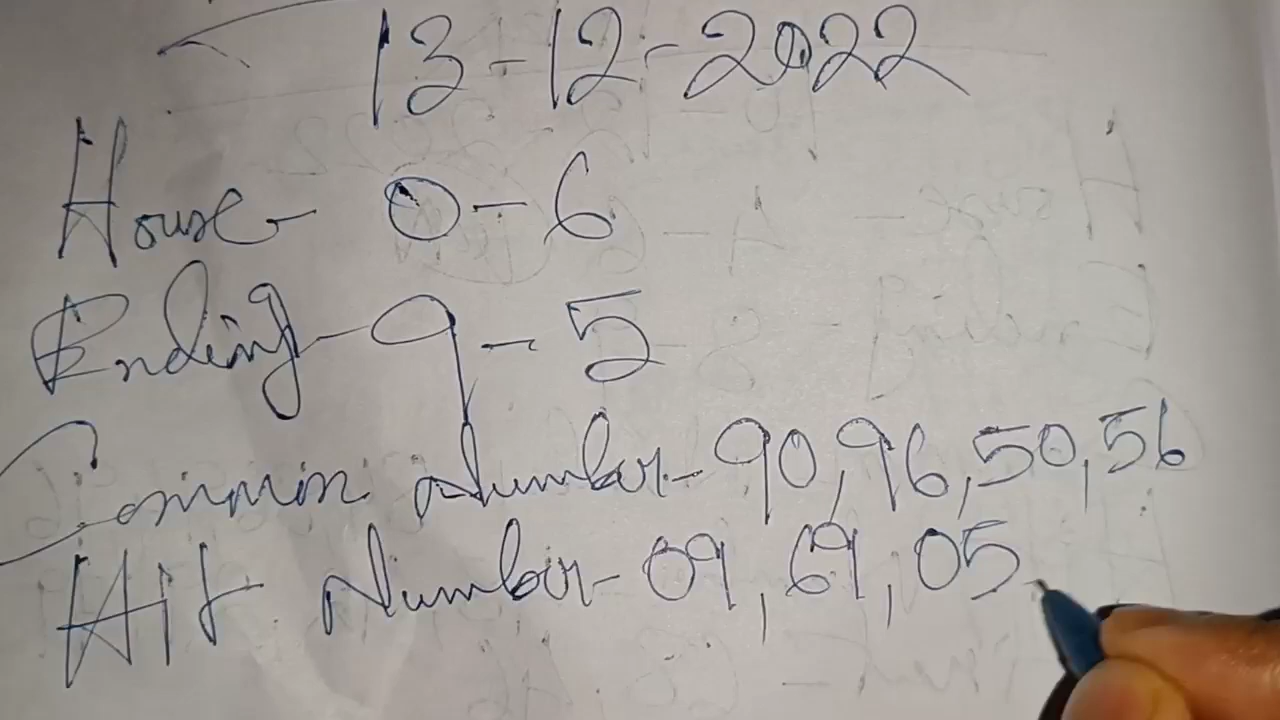 13-12-2022
House- 0-6
Ending- 9-5
Common Number- 90, 96, 50, 56
Hit Number- 09, 69, 05